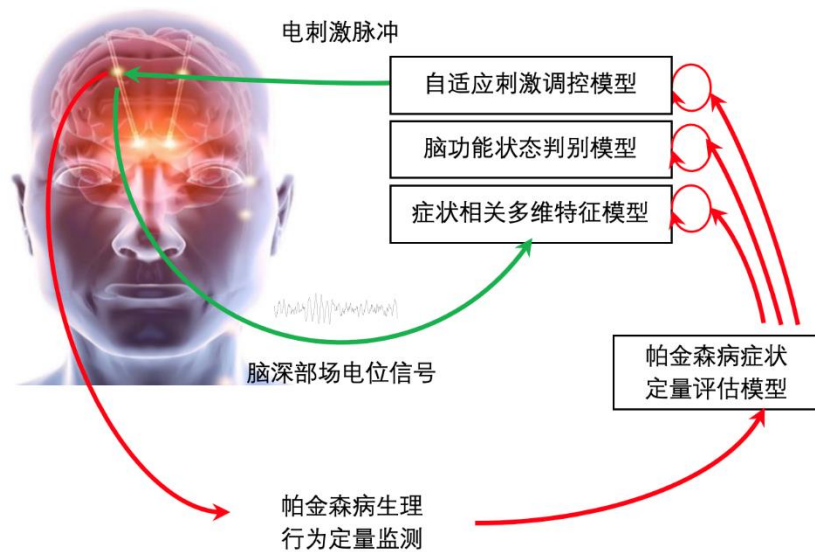 电刺激脉冲
自适应刺激调控模型
脑功能状态判别模型
症状相关多维特征模型
脑深部场电位信号
帕金森病症状
定量评估模型
帕金森病生理
行为定量监测